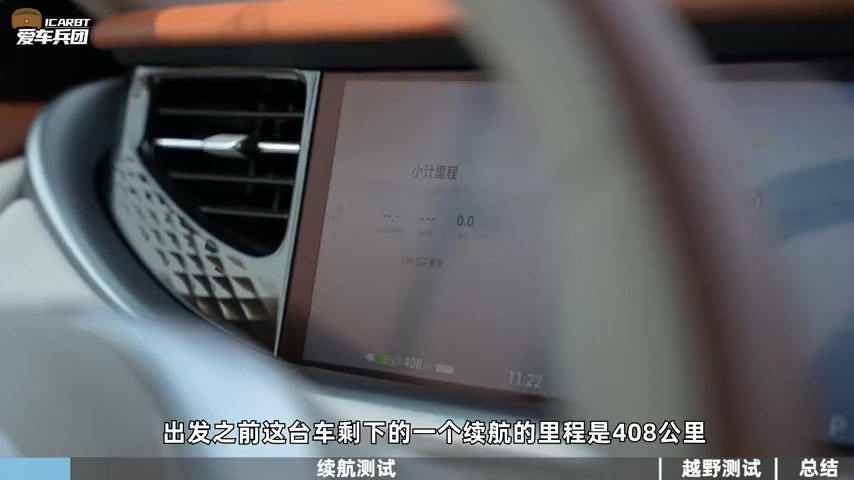 ICARBT
爱车兵团
小计里程
--.- --- 0.0
408
11:22
P
出发之前这台车剩下的一个续航的里程是408公里
续航测试 | 越野测试 | 总结